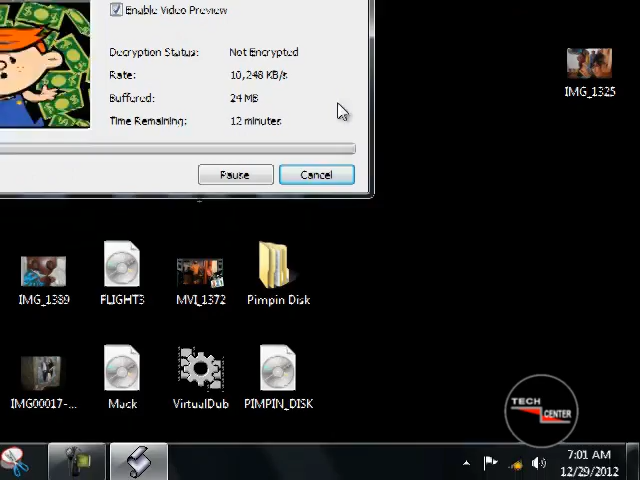 Enable Video Preview
Decryption Status: Not Encrypted
Rate: 10,248 KB/s
Buffered: 24 MB
Time Remaining: 12 minutes
Pause Cancel
IMG_1325
IMG_1389 FLIGHT3 MVI_1372 Pimpin Disk
IMG00017-... Mack VirtualDub PIMPIN_DISK
TECH
CENTER
7:01 AM
12/29/2012